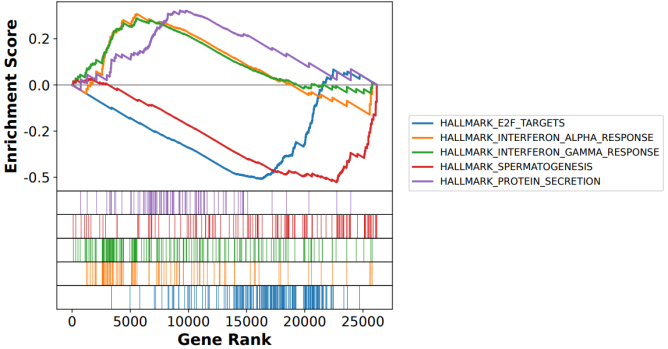 Enrichment Score
0.2
0.0
-0.2
-0.5
0
5000
10000
15000
20000
25000
Gene Rank
HALLMARK_E2F_TARGETS
HALLMARK_INTERFERON_ALPHA_RESPONSE
HALLMARK_INTERFERON_GAMMA_RESPONSE
HALLMARK_SPERMATOGENESIS
HALLMARK_PROTEIN_SECRETION